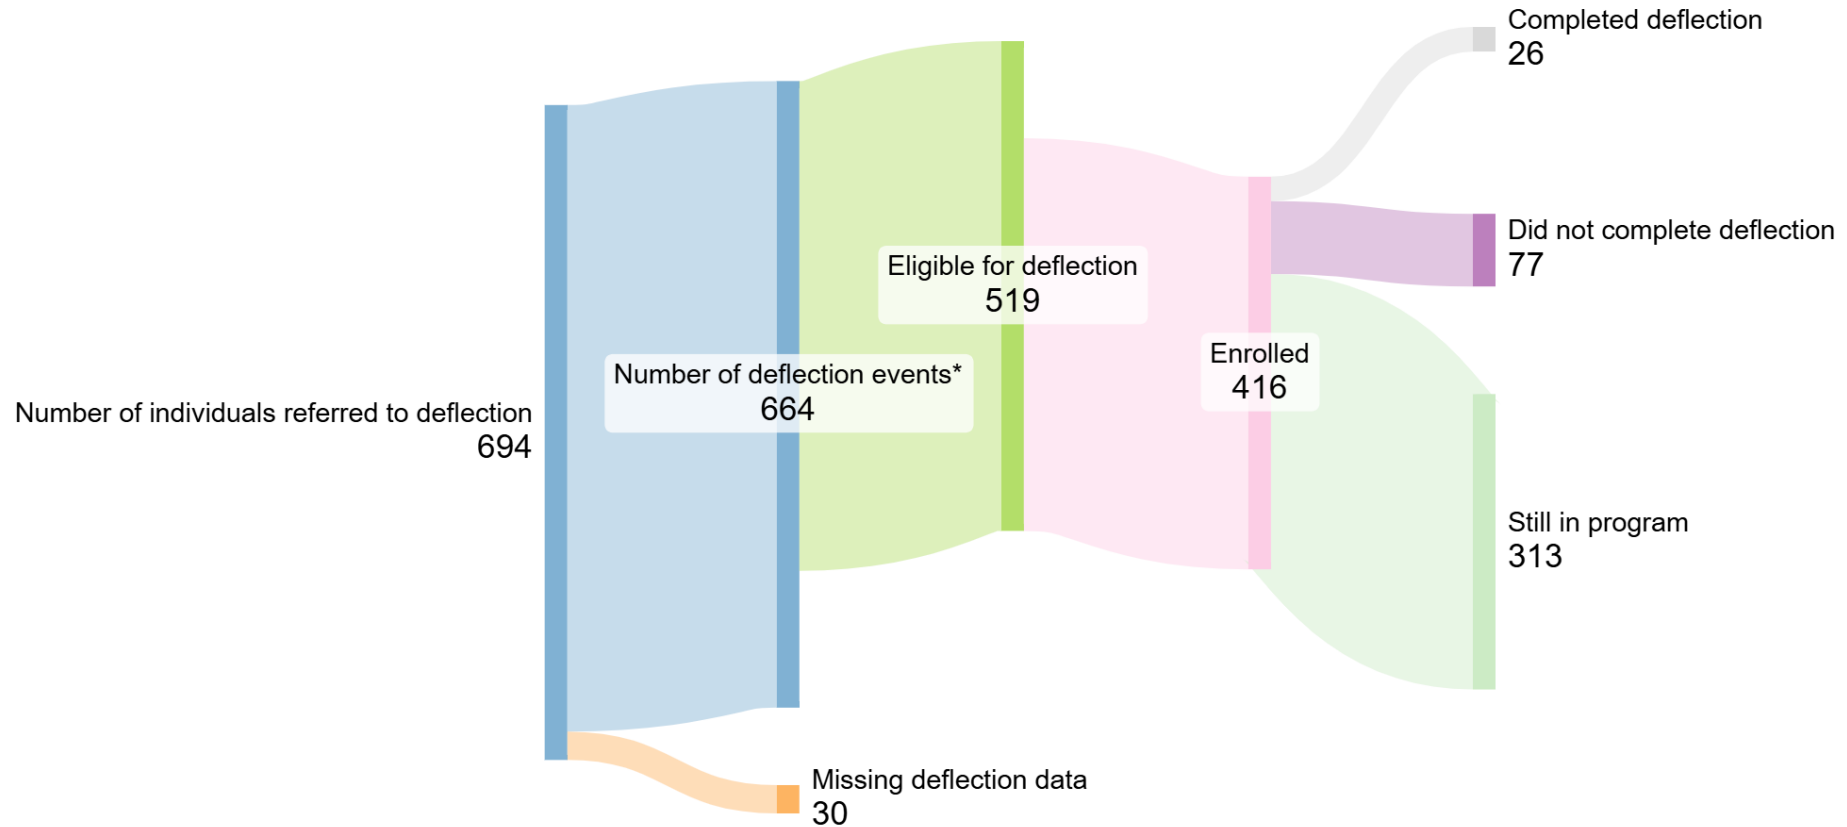 Completed deflection
26
Did not complete deflection
77
Eligible for deflection
519
Enrolled
416
Number of deflection events*
664
Number of individuals referred to deflection
694
Still in program
313
Missing deflection data
30